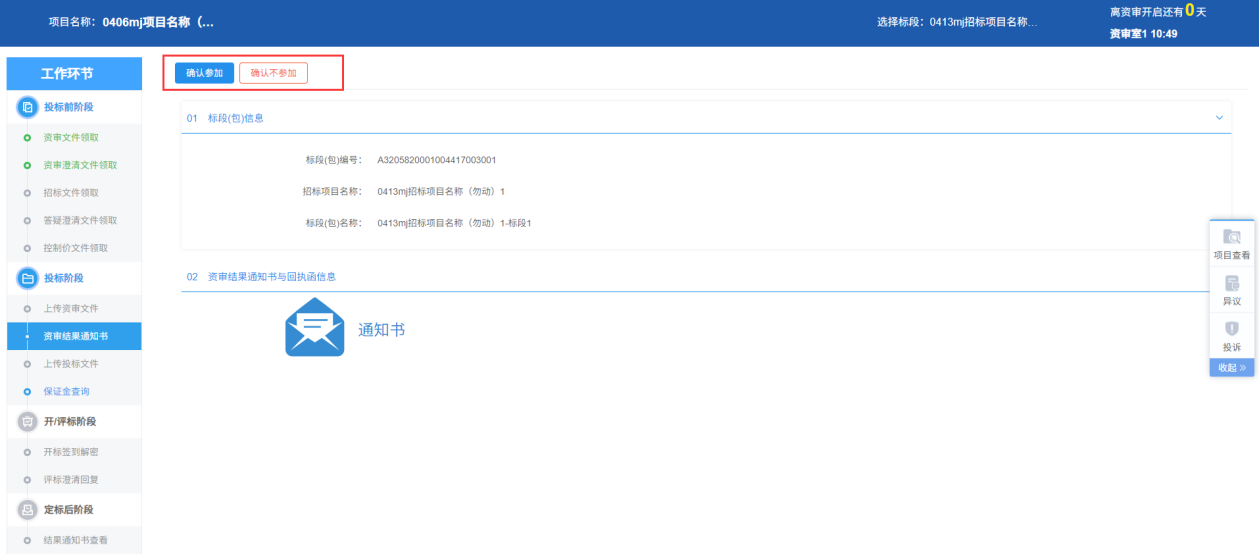 项目名称：0406mj项目名称（...
选择标段：0413mj招标项目名称...
离资审开启还有0天
资审室1 10:49
工作环节
投标前阶段
资审文件领取
资审澄清文件领取
招标文件领取
答疑澄清文件领取
控制价文件领取
投标阶段
上传资审文件
资审结果通知书
上传投标文件
保证金查询
开/评标阶段
开标签到解密
评标澄清回复
定标后阶段
结果通知书查看
确认参加 确认不参加
01 标段(包)信息
标段(包)编号： A3205820001004417003001
招标项目名称： 0413mj招标项目名称（勿动）1
标段(包)名称： 0413mj招标项目名称（勿动）1-标段1
02 资审结果通知书与回执函信息
通知书
项目查看
异议
投诉
收起 »